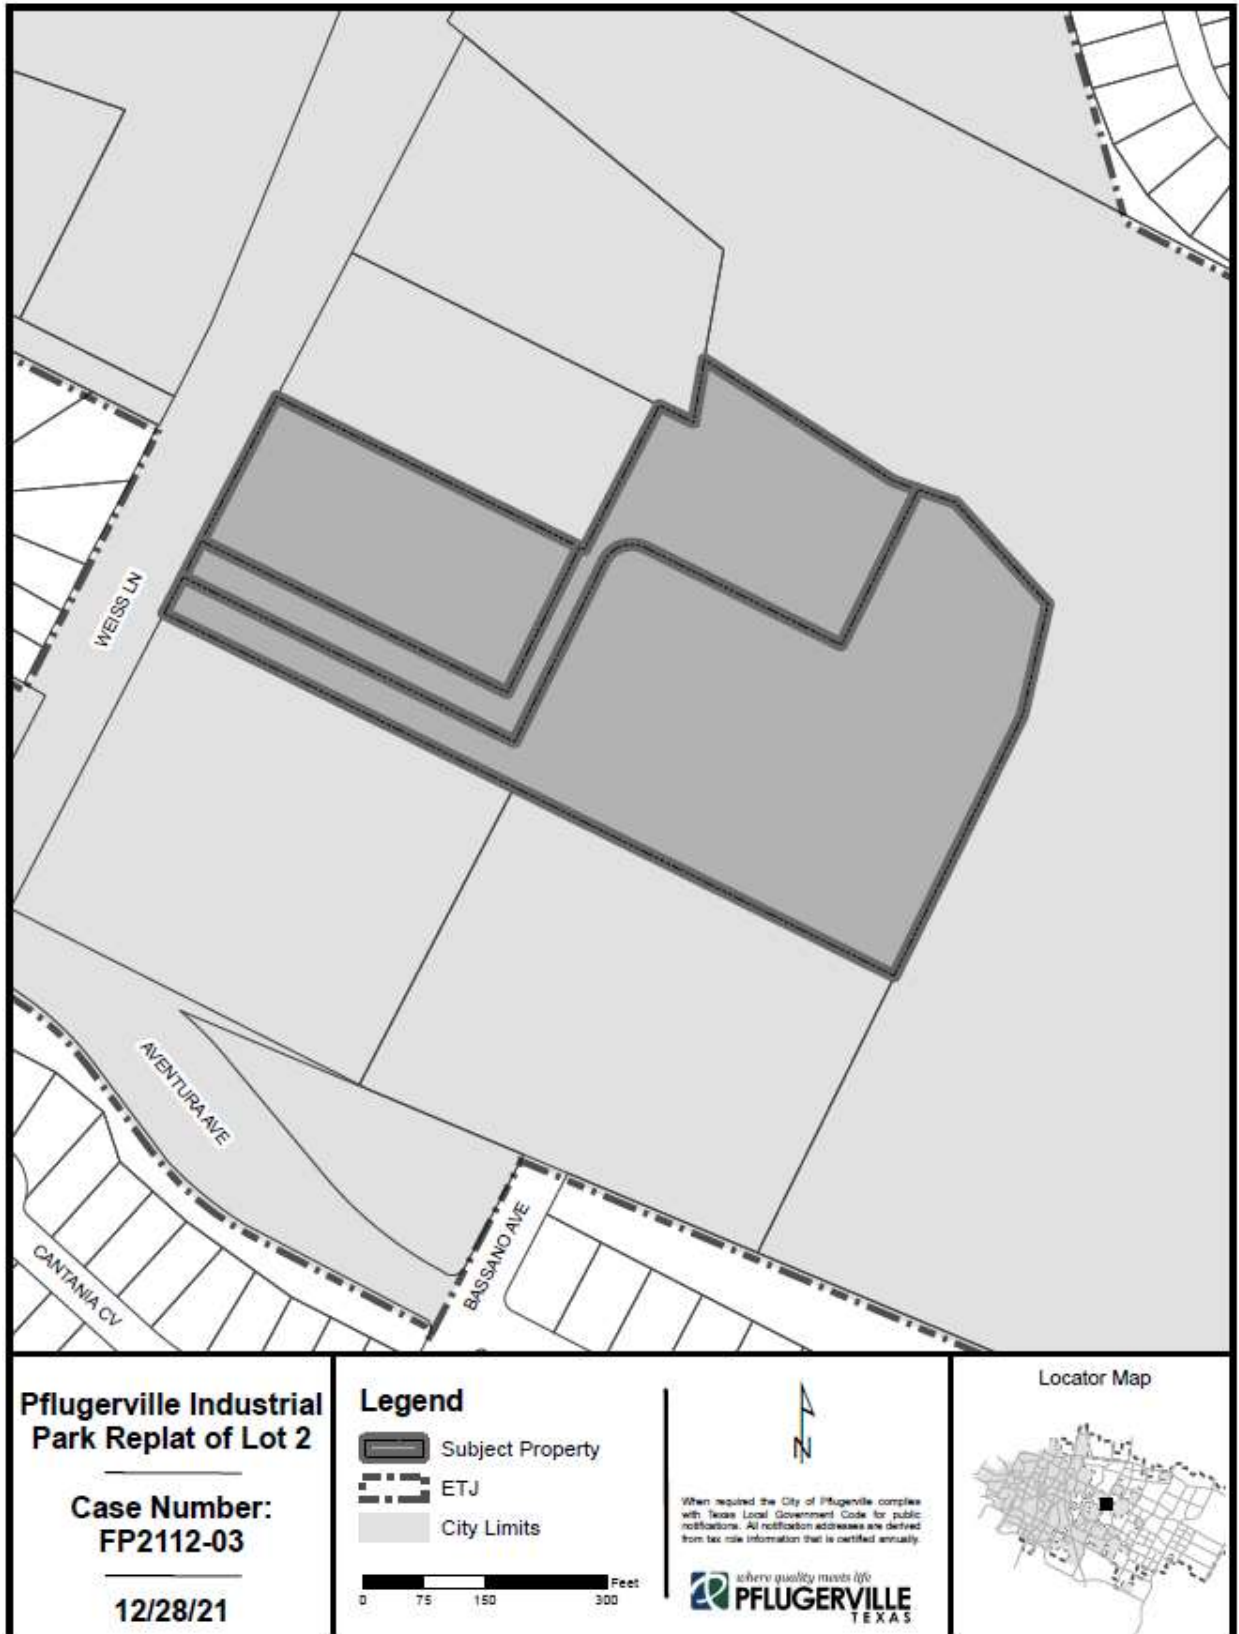 WEISS LN
AVENTURA AVE
BASSANO AVE
CANTANIA CV
Pflugerville Industrial
Park Replat of Lot 2
Case Number:
FP2112-03
12/28/21
Legend
Subject Property
ETJ
City Limits
Feet
0 75 150 300
N
When required the City of Pflugerville complies
with Texas Local Government Code for public
notifications. All notification addresses are derived
from tax role information that is certified annually.
where quality meets life
PFLUGERVILLE
TEXAS
Locator Map